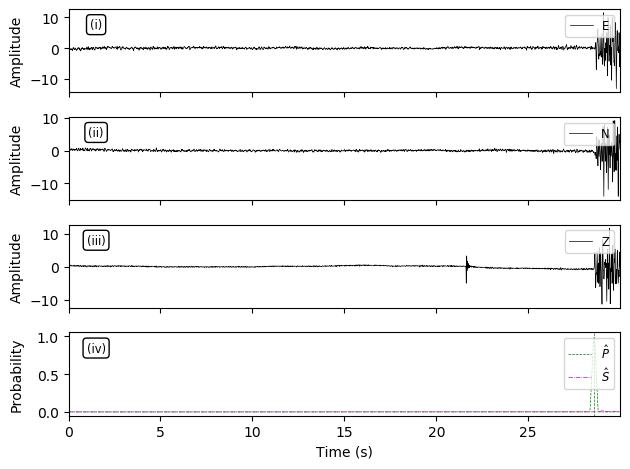 Amplitude
10
0
−10
(i)
E
Amplitude
10
0
−10
(ii)
N
Amplitude
10
0
−10
(iii)
Z
Probability
1.0
0.5
0.0
(iv)
P̂
Ŝ
0 5 10 15 20 25
Time (s)